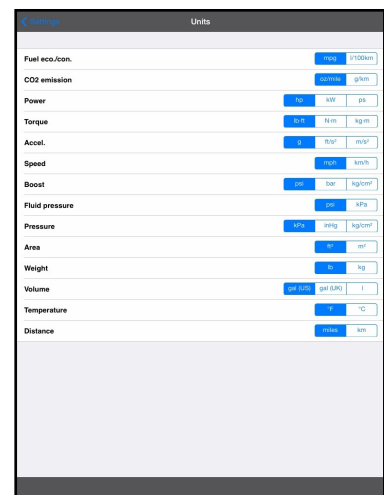 Settings Units
Fuel eco./con. mpg l/100km
CO2 emission oz/mile g/km
Power hp kW ps
Torque lb·ft N·m kg·m
Accel. g ft/s² m/s²
Speed mph km/h
Boost psi bar kg/cm²
Fluid pressure psi kPa
Pressure kPa inHg kg/cm²
Area ft² m²
Weight lb kg
Volume gal (US) gal (UK) l
Temperature °F °C
Distance miles km